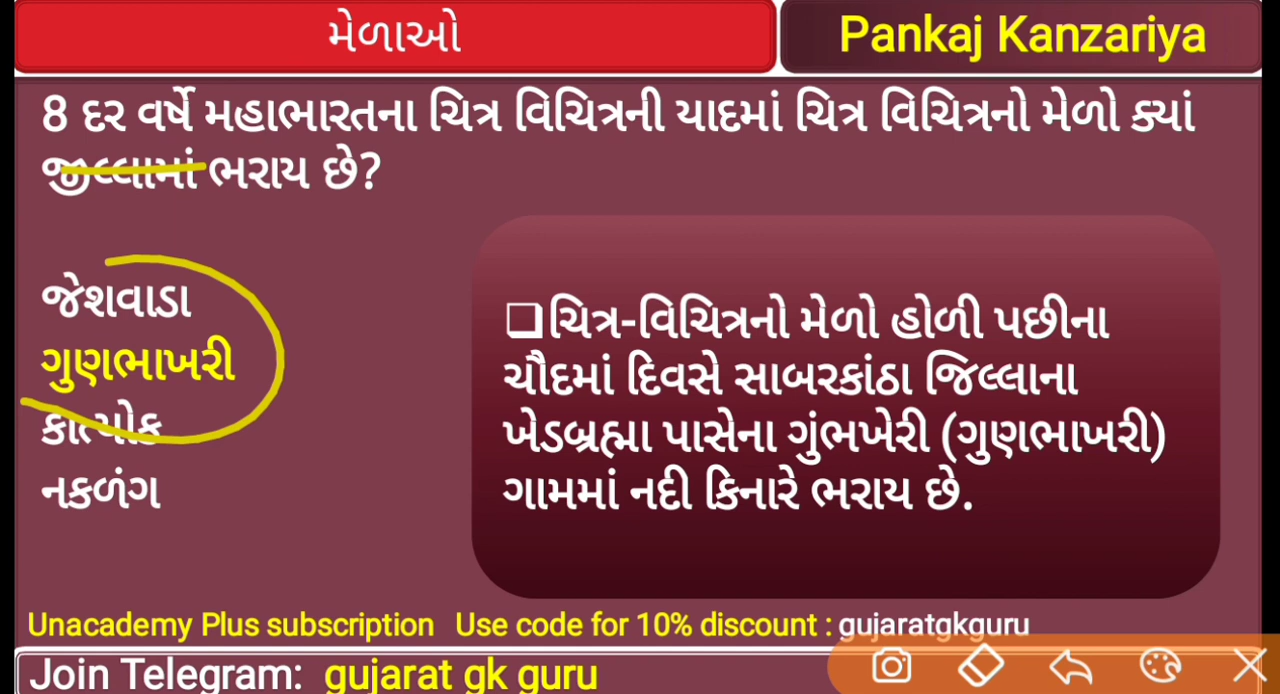 મેળાઓ
Pankaj Kanzariya
8 દર વર્ષે મહાભારતના ચિત્ર વિચિત્રની યાદમાં ચિત્ર વિચિત્રનો મેળો ક્યાં
જીલ્લામાં ભરાય છે?
જેશવાડા
ગુણભાખરી
કાત્યોક
નકળંગ
❑ચિત્ર-વિચિત્રનો મેળો હોળી પછીના
ચૌદમાં દિવસે સાબરકાંઠા જિલ્લાના
ખેડબ્રહ્મા પાસેના ગુંભખેરી (ગુણભાખરી)
ગામમાં નદી કિનારે ભરાય છે.
Unacademy Plus subscription Use code for 10% discount : gujaratgkguru
Join Telegram: gujarat gk guru